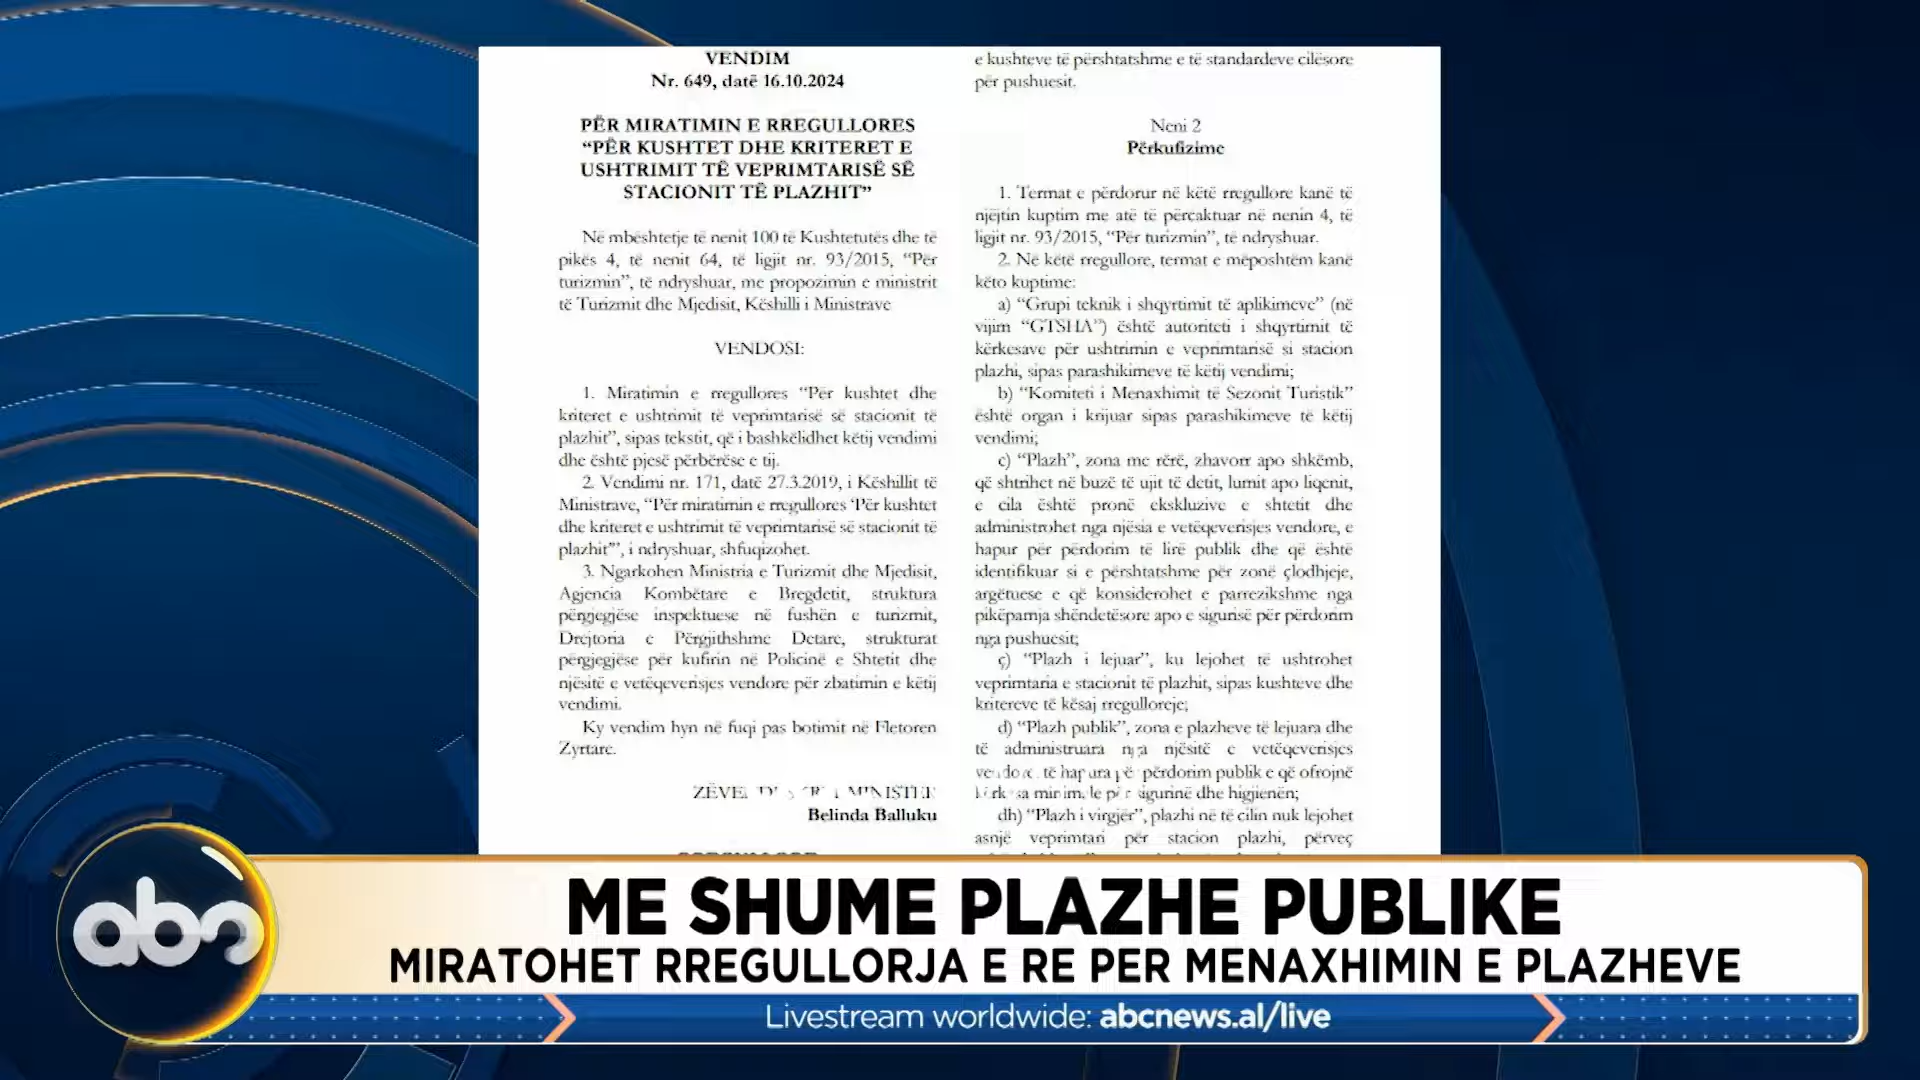 VENDIM
Nr. 649, datë 16.10.2024
PËR MIRATIMIN E RREGULLORES
“PËR KUSHTET DHE KRITERET E
USHTRIMIT TË VEPRIMTARISË SË
STACIONIT TË PLAZHIT”
Në mbështetje të nenit 100 të Kushtetutës dhe të
pikës 4, të nenit 64, të ligjit nr. 93/2015, “Për
turizmin”, të ndryshuar, me propozimin e ministrit
të Turizmit dhe Mjedisit, Këshilli i Ministrave
VENDOSI:
1. Miratimin e rregullores “Për kushtet dhe
kriteret e ushtrimit të veprimtarisë së stacionit të
plazhit”, sipas tekstit, që i bashkëlidhet këtij vendimi
dhe është pjesë përbërëse e tij.
2. Vendimi nr. 171, datë 27.3.2019, i Këshillit të
Ministrave, “Për miratimin e rregullores ‘Për kushtet
dhe kriteret e ushtrimit të veprimtarisë së stacionit të
plazhit’”, i ndryshuar, shfuqizohet.
3. Ngarkohen Ministria e Turizmit dhe Mjedisit,
Agjencia Kombëtare e Bregdetit, struktura
përgjegjëse inspektuese në fushën e turizmit,
Drejtoria e Përgjithshme Detare, strukturat
përgjegjëse për kufirin në Policinë e Shtetit dhe
njësitë e vetëqeverisjes vendore për zbatimin e këtij
vendimi.
Ky vendim hyn në fuqi pas botimit në Fletoren
Zyrtare.
Belinda Balluku
e kushteve të përshtatshme e të standardeve cilësore
për pushuesit.
Neni 2
Përkufizime
1. Termat e përdorur në këtë rregullore kanë të
njëjtin kuptim me atë të përcaktuar në nenin 4, të
ligjit nr. 93/2015, “Për turizmin”, të ndryshuar.
2. Në këtë rregullore, termat e mëposhtëm kanë
këto kuptime:
a) “Grupi teknik i shqyrtimit të aplikimeve” (në
vijim “GTSHA”) është autoriteti i shqyrtimit të
kërkesave për ushtrimin e veprimtarisë si stacion
plazhi, sipas parashikimeve të këtij vendimi;
b) “Komiteti i Menaxhimit të Sezonit Turistik”
është organ i krijuar sipas parashikimeve të këtij
vendimi;
c) “Plazh”, zona me rërë, zhavorr apo shkëmb,
që shtrihet në buzë të ujit të detit, lumit apo liqenit,
e cila është pronë ekskluzive e shtetit dhe
administrohet nga njësia e vetëqeverisjes vendore, e
hapur për përdorim të lirë publik dhe që është
identifikuar si e përshtatshme për zonë çlodhjeje,
argëtuese e që konsiderohet e parrezikshme nga
pikëpamja shëndetësore apo e sigurisë për përdorim
nga pushuesit;
ç) “Plazh i lejuar”, ku lejohet të ushtrohet
veprimtaria e stacionit të plazhit, sipas kushteve dhe
kritereve të kësaj rregulloreje;
d) “Plazh publik”, zona e plazheve të lejuara dhe
të administruara nga njësitë e vetëqeverisjes
të hapura përdorim publik e që ofrojnë
sigurinë dhe higjienën;
dh) “Plazh i virgjër”, plazhi në të cilin nuk lejohet
asnjë veprimtari për stacion plazhi, përveç
abn
ME SHUME PLAZHE PUBLIKE
MIRATOHET RREGULLORJA E RE PER MENAXHIMIN E PLAZHEVE
Livestream worldwide: abcnews.al/live